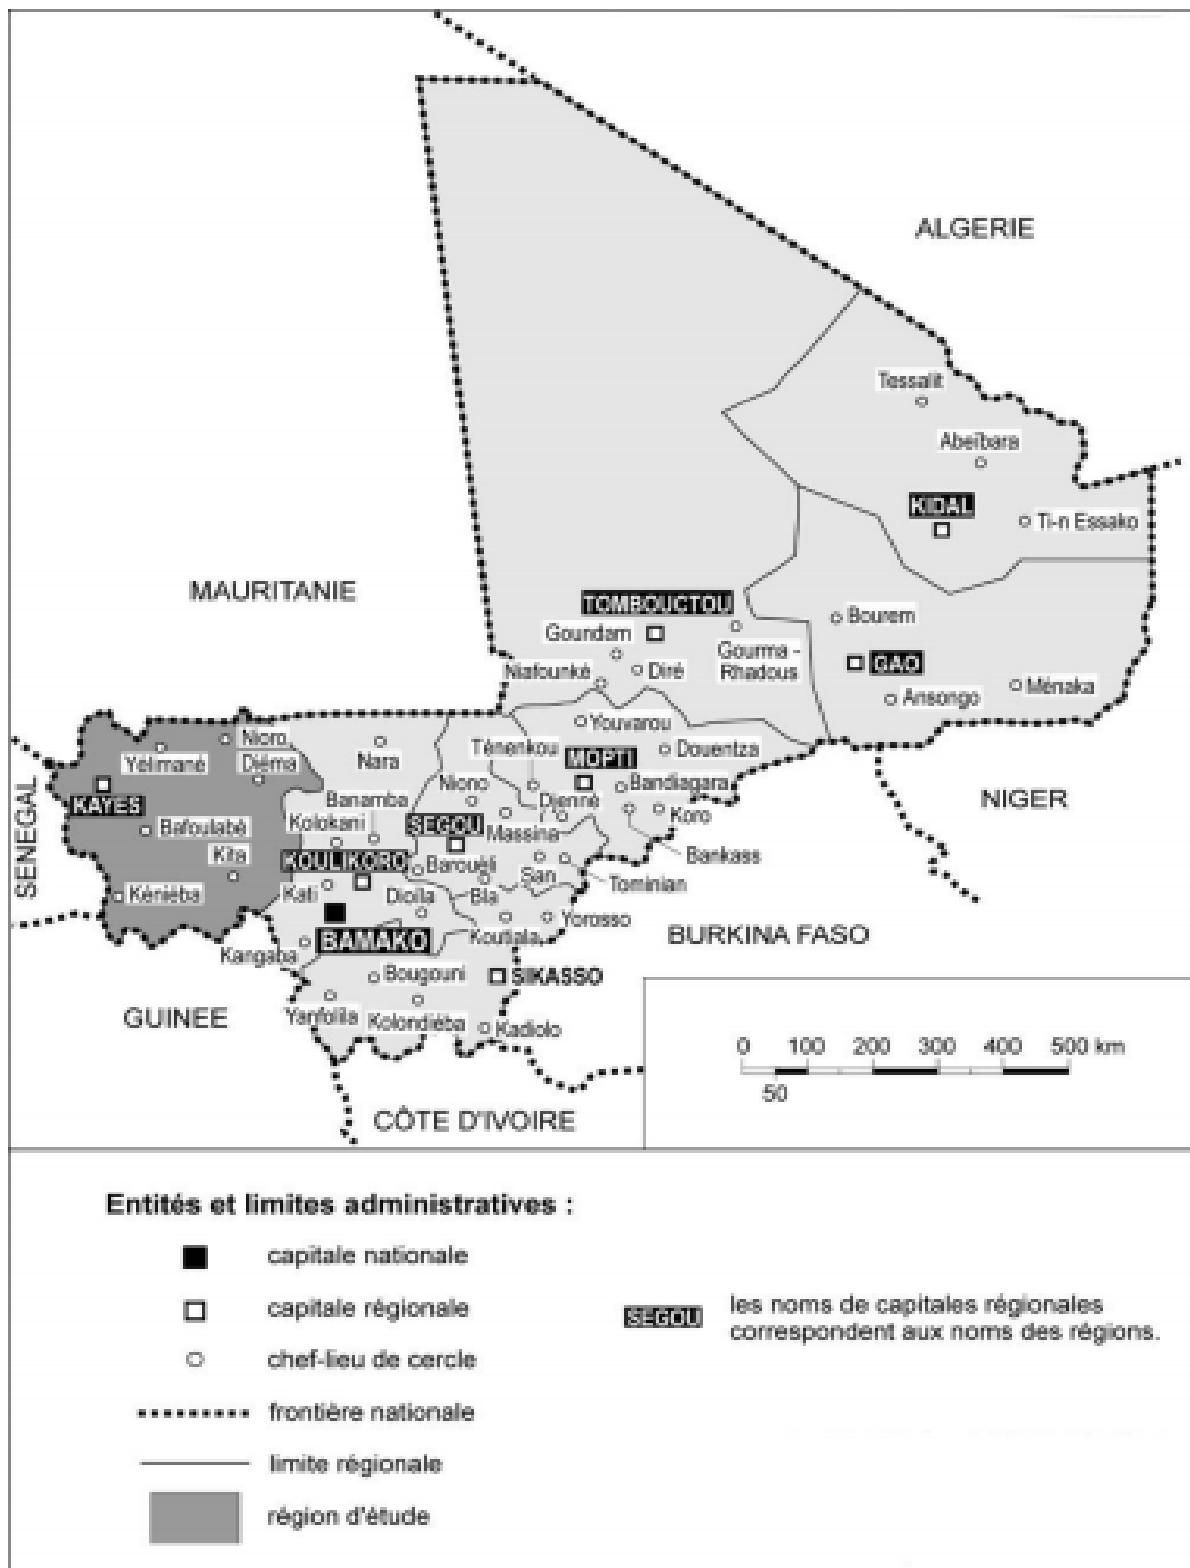 ALGERIE
Tessalit
Abeïbara
KIDAL
Ti-n Essako
MAURITANIE
TOMBOUCTOU
Bourem
Goundam
Gourma -
Rhadous
GAO
Niafounké
Diré
Ménaka
Ansongo
Youvarou
Nioro
Ténenkou
Douentza
Yélimané
Djéma
Nara
MOPTI
SENEGAL
KAYES
Niono
Bandiagara
NIGER
Banamba
Djenné
Koro
Bafoulabé
Kolokani
SEGOU
Massina
Kita
KOULIKORO
Barouéli
San
Bankass
Kéniéba
Kati
Dioïla
Bla
Tominian
BAMAKO
Koutiala
Yorosso
BURKINA FASO
Kangaba
Bougouni
SIKASSO
GUINEE
Yanfolila
Kolondiéba
Kadiolo
0 100 200 300 400 500 km
50
CÔTE D'IVOIRE
Entités et limites administratives :
capitale nationale
capitale régionale
SEGOU
les noms de capitales régionales
correspondent aux noms des régions.
chef-lieu de cercle
frontière nationale
limite régionale
région d'étude